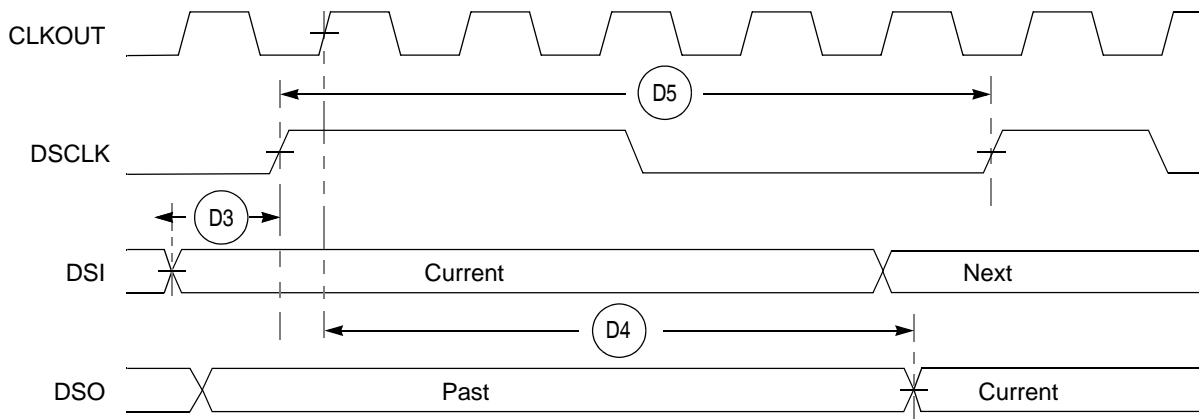 CLKOUT
D5
DSCLK
D3
DSI
Current
Next
D4
DSO
Past
Current